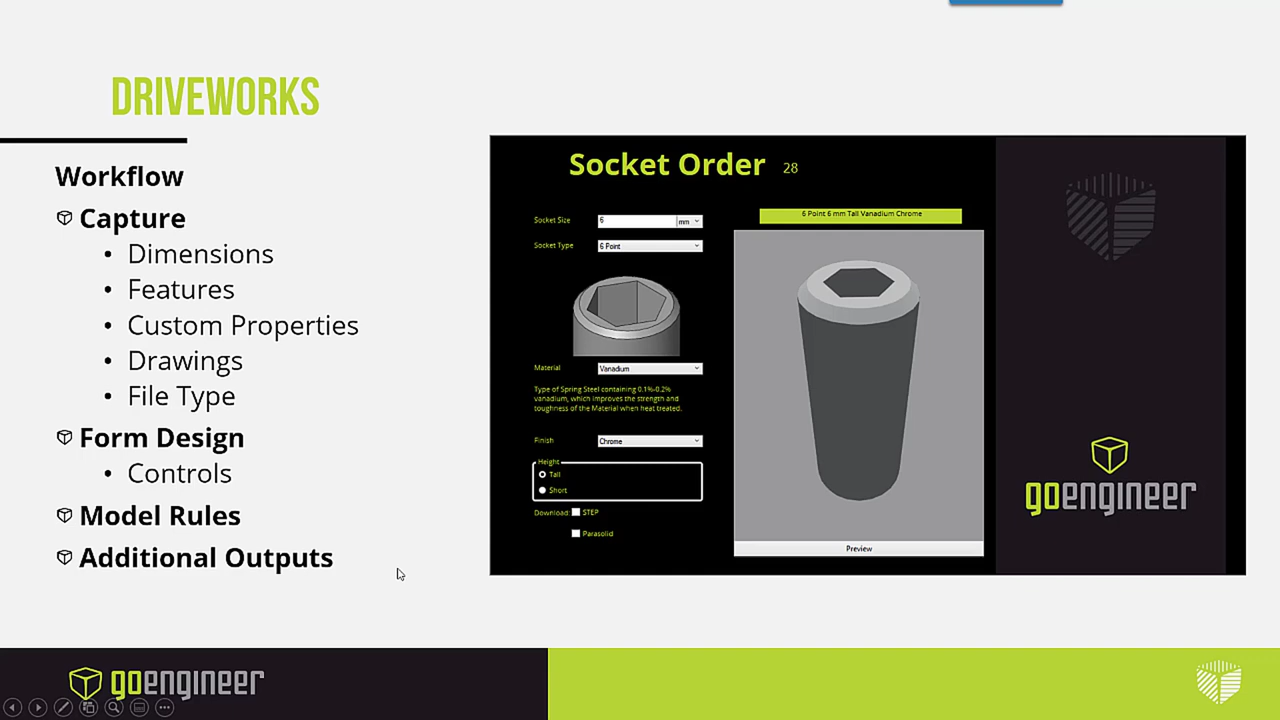 DRIVEWORKS
Workflow
Capture
• Dimensions
• Features
• Custom Properties
• Drawings
• File Type
Form Design
• Controls
Model Rules
Additional Outputs
Socket Order 28
Socket Size 6 mm
Socket Type 6 Point
Material Vanadium
Type of Spring Steel containing 0.1%-0.2%
vanadium, which improves the strength and
toughness of the Material when heat treated.
Finish Chrome
Height
Tall
Short
Download: STEP
Parasolid
6 Point 6 mm Tall Vanadium Chrome
Preview
goengineer
goengineer